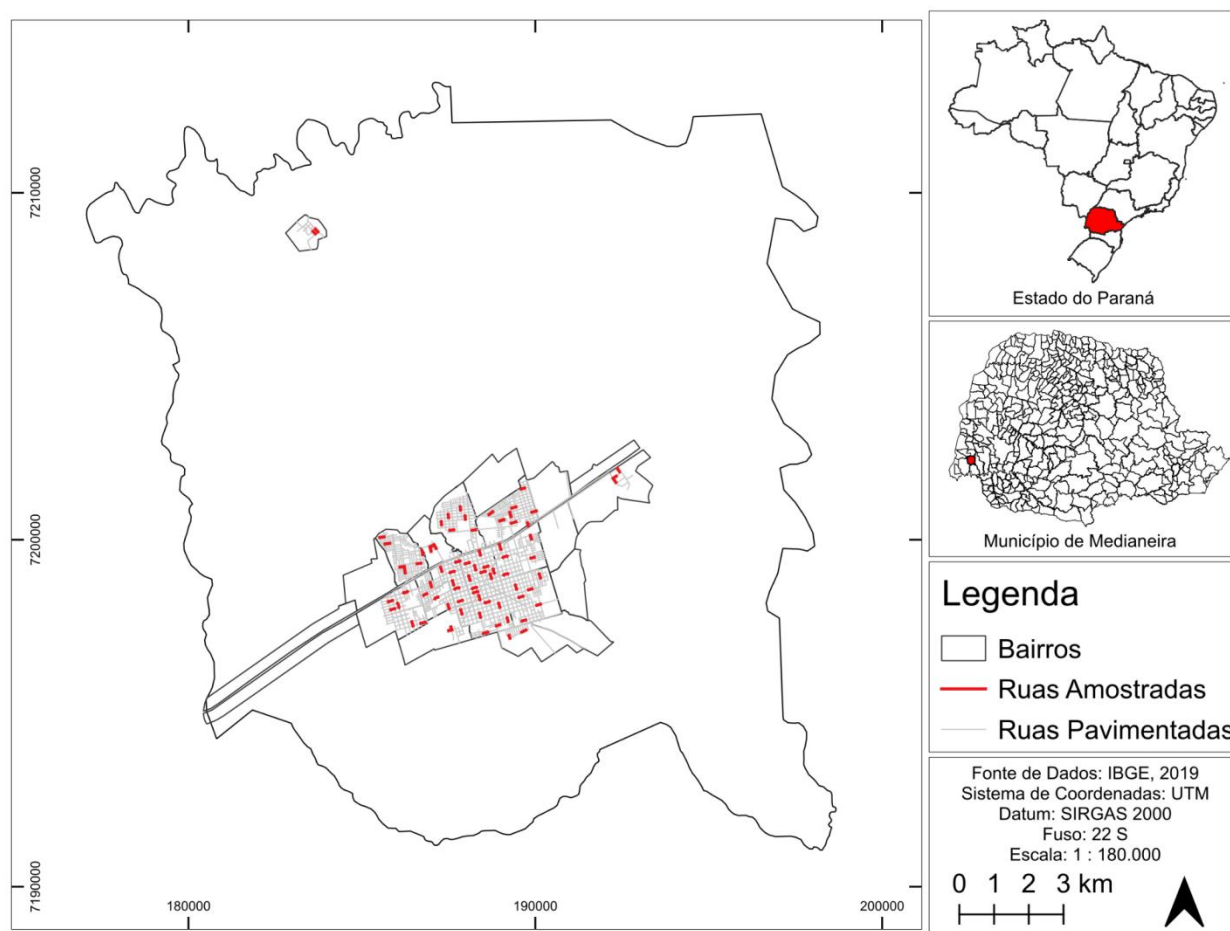 7210000
7200000
7190000
180000
190000
200000
Estado do Paraná
Município de Medianeira
Legenda
Bairros
Ruas Amostradas
Ruas Pavimentadas
Fonte de Dados: IBGE, 2019
Sistema de Coordenadas: UTM
Datum: SIRGAS 2000
Fuso: 22 S
Escala: 1 : 180.000
0 1 2 3 km